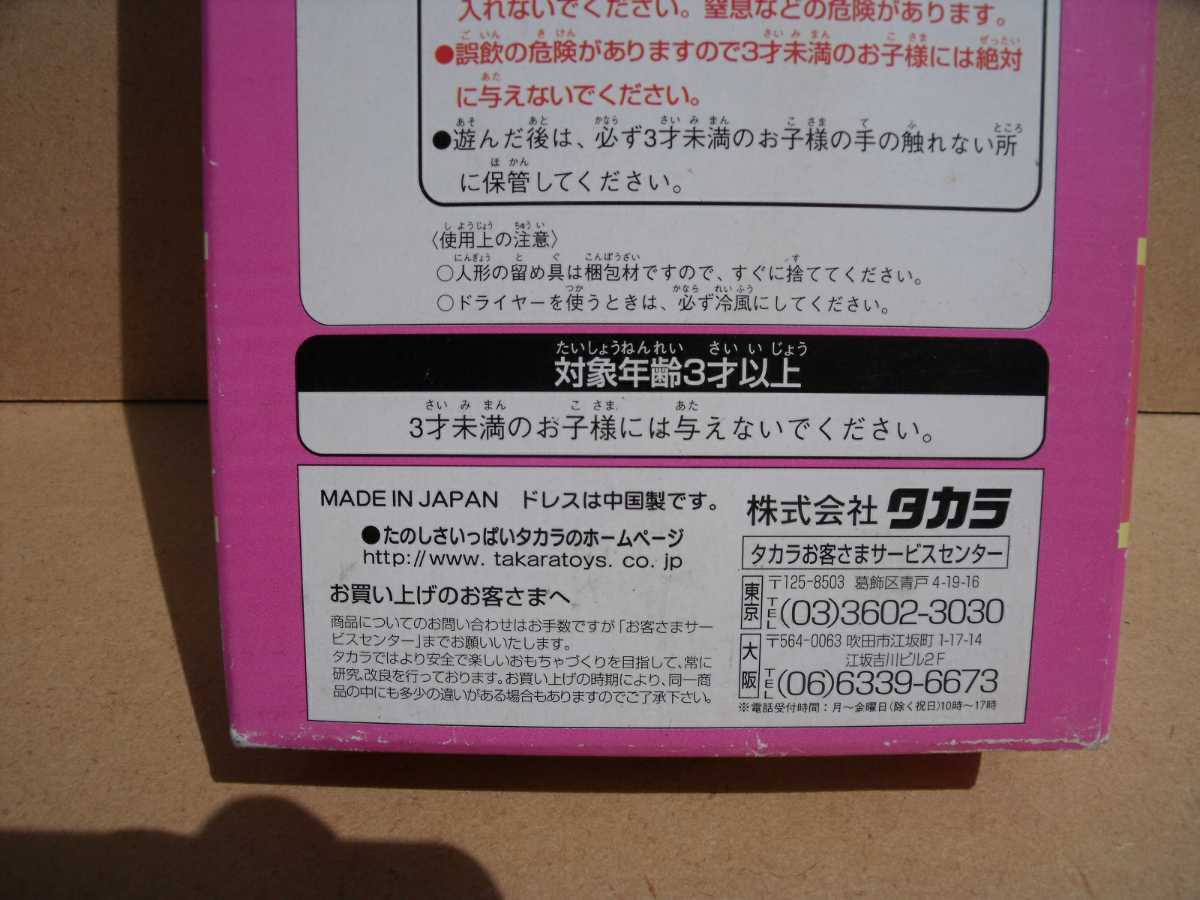 入れないでください。窒息などの危険があります。
●誤飲の危険がありますので3才未満のお子様には絶対
に与えないでください。
●遊んだ後は、必ず3才未満のお子様の手の触れない所
に保管してください。
〈使用上の注意〉
○人形の留め具は梱包材ですので、すぐに捨ててください。
○ドライヤーを使うときは、必ず冷風にしてください。
対象年齢3才以上
3才未満のお子様には与えないでください。
MADE IN JAPAN ドレスは中国製です。
●たのしさいっぱいタカラのホームページ
http://www.takaratoys.co.jp
お買い上げのお客さまへ
商品についてのお問い合わせはお手数ですが「お客さまサー
ビスセンター」までお願いいたします。
タカラではより安全で楽しいおもちゃづくりを目指して、常に
研究、改良を行っております。お買い上げの時期により、同一商
品の中にも多少の違いがある場合もありますのでご了承下さい。
株式会社タカラ
タカラお客さまサービスセンター
東京 〒125-8503 葛飾区青戸4-19-16
TEL (03)3602-3030
大阪 〒564-0063 吹田市江坂町1-17-14
江坂吉川ビル2F
TEL (06)6339-6673
※電話受付時間：月～金曜日(除く祝日)10時～17時